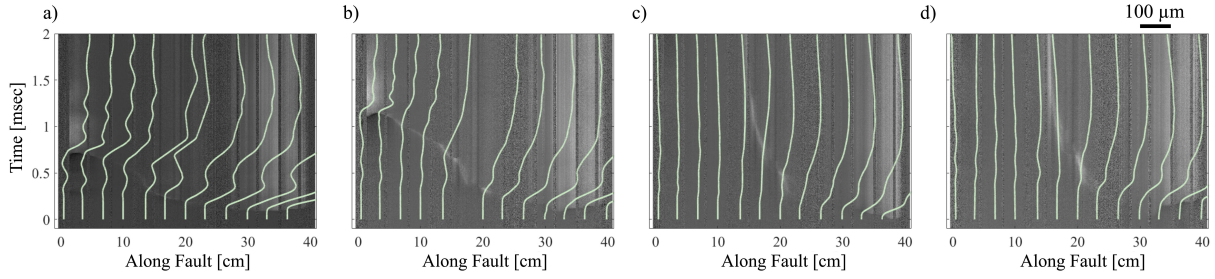 a) b) c) d) 100 µm
Time [msec]
2
1.5
1
0.5
0
0 10 20 30 40 0 10 20 30 40 0 10 20 30 40 0 10 20 30 40
Along Fault [cm] Along Fault [cm] Along Fault [cm] Along Fault [cm]